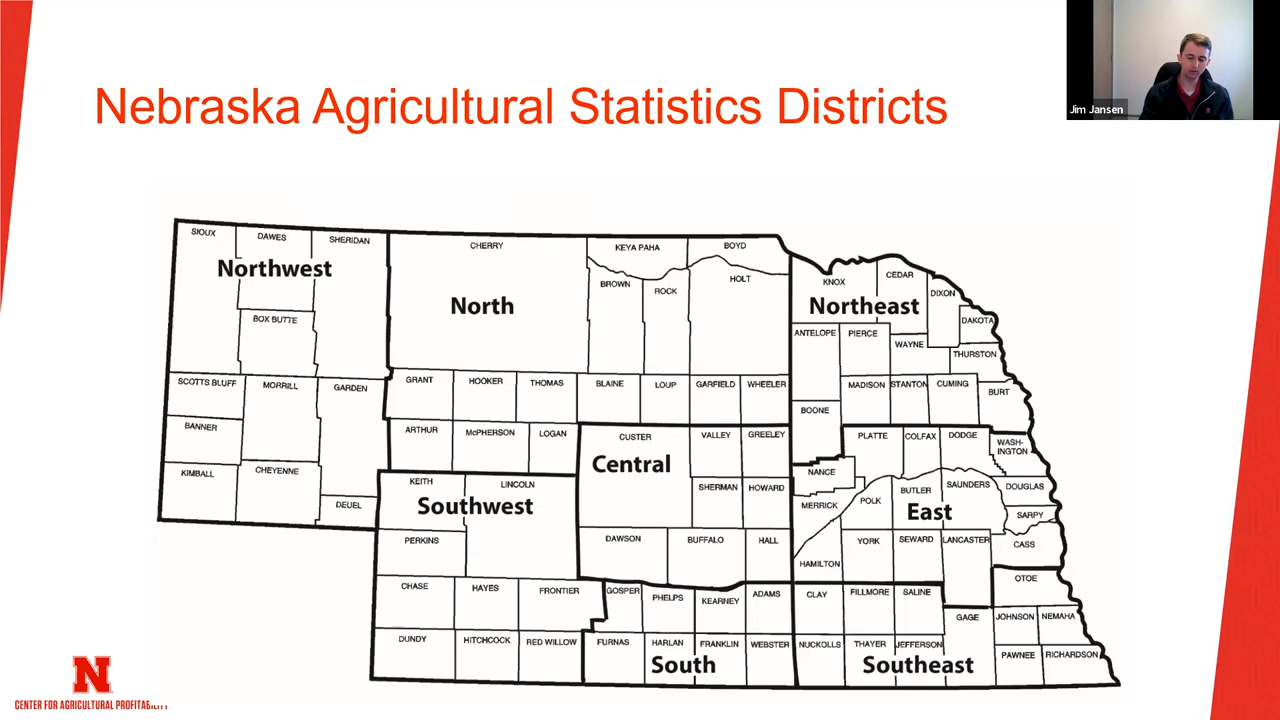 Jim Jansen
Nebraska Agricultural Statistics Districts
SIOUX
DAWES
SHERIDAN
Northwest
BOX BUTTE
SCOTTS BLUFF
MORRILL
GARDEN
BANNER
KIMBALL
CHEYENNE
DEUEL
CHERRY
KEYA PAHA
BOYD
BROWN
ROCK
HOLT
North
GRANT
HOOKER
THOMAS
BLAINE
LOUP
GARFIELD
WHEELER
ARTHUR
McPHERSON
LOGAN
KNOX
CEDAR
DIXON
Northeast
DAKOTA
ANTELOPE
PIERCE
WAYNE
THURSTON
MADISON
STANTON
CUMING
BURT
BOONE
CUSTER
VALLEY
GREELEY
Central
SHERMAN
HOWARD
DAWSON
BUFFALO
HALL
PLATTE
COLFAX
DODGE
WASH-
INGTON
NANCE
MERRICK
POLK
BUTLER
SAUNDERS
DOUGLAS
East
SARPY
HAMILTON
YORK
SEWARD
LANCASTER
CASS
KEITH
LINCOLN
Southwest
PERKINS
CHASE
HAYES
FRONTIER
DUNDY
HITCHCOCK
RED WILLOW
GOSPER
PHELPS
KEARNEY
ADAMS
FURNAS
HARLAN
FRANKLIN
WEBSTER
South
CLAY
FILLMORE
SALINE
OTOE
GAGE
JOHNSON
NEMAHA
NUCKOLLS
THAYER
JEFFERSON
PAWNEE
RICHARDSON
Southeast
N
CENTER FOR AGRICULTURAL PROFITABILITY